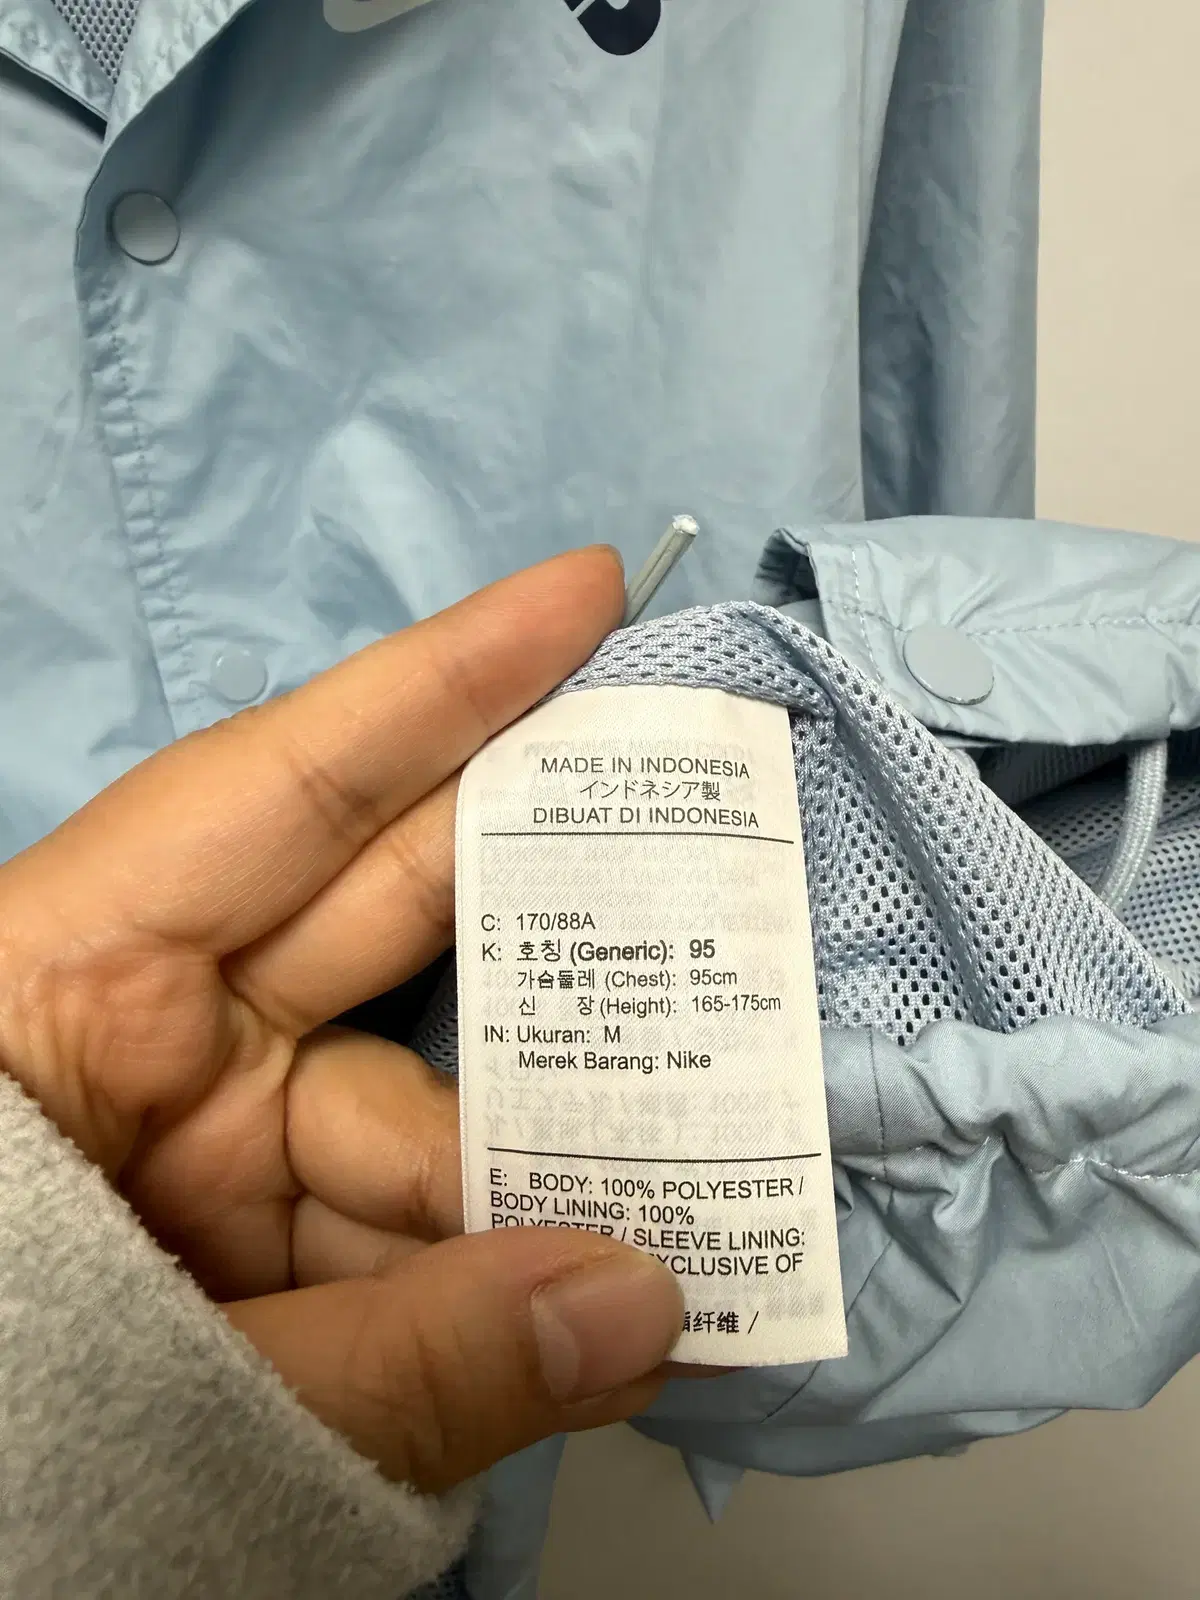 MADE IN INDONESIA
インドネシア製
DIBUAT DI INDONESIA
C: 170/88A
K: 호칭 (Generic): 95
가슴둘레 (Chest): 95cm
신 장 (Height): 165-175cm
IN: Ukuran: M
Merek Barang: Nike
E: BODY: 100% POLYESTER /
BODY LINING: 100%
POLYESTER / SLEEVE LINING:
EXCLUSIVE OF
纤维 /